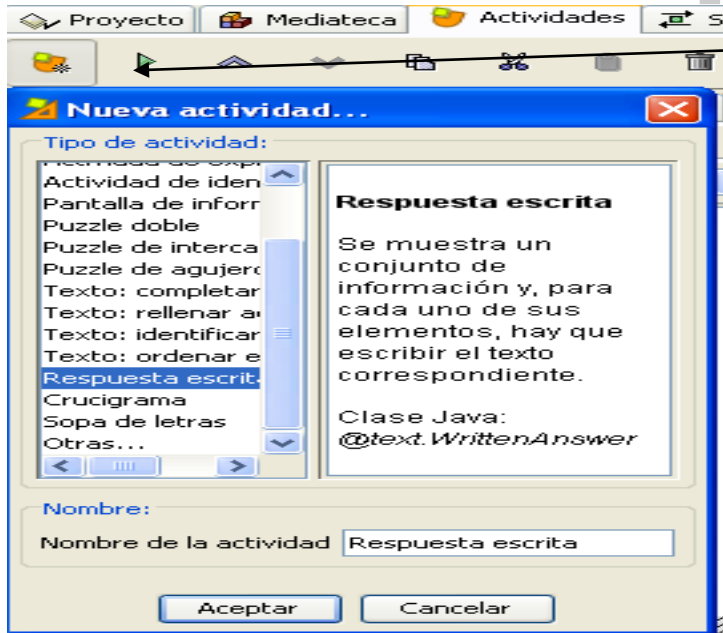 Proyecto Mediateca Actividades S
Nueva actividad...
Tipo de actividad:
Actividad de iden
Pantalla de inforr
Puzzle doble
Puzzle de interca
Puzzle de agujero
Texto: completar
Texto: rellenar a
Texto: identificar
Texto: ordenar e
Respuesta escrit
Crucigrama
Sopa de letras
Otras...
Respuesta escrita
Se muestra un
conjunto de
información y, para
cada uno de sus
elementos, hay que
escribir el texto
correspondiente.
Clase Java:
@text.WrittenAnswer
Nombre:
Nombre de la actividad Respuesta escrita
Aceptar Cancelar